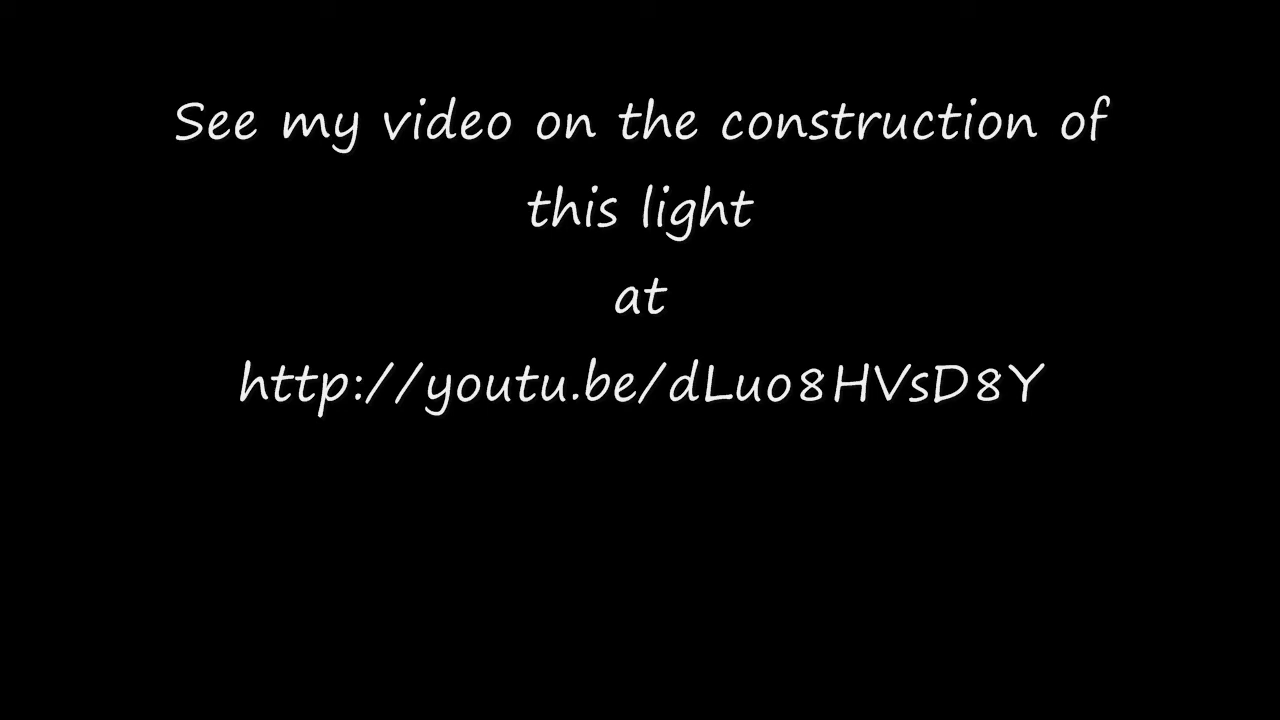 See my video on the construction of
this light
at
http://youtu.be/dLuo8HVsD8Y